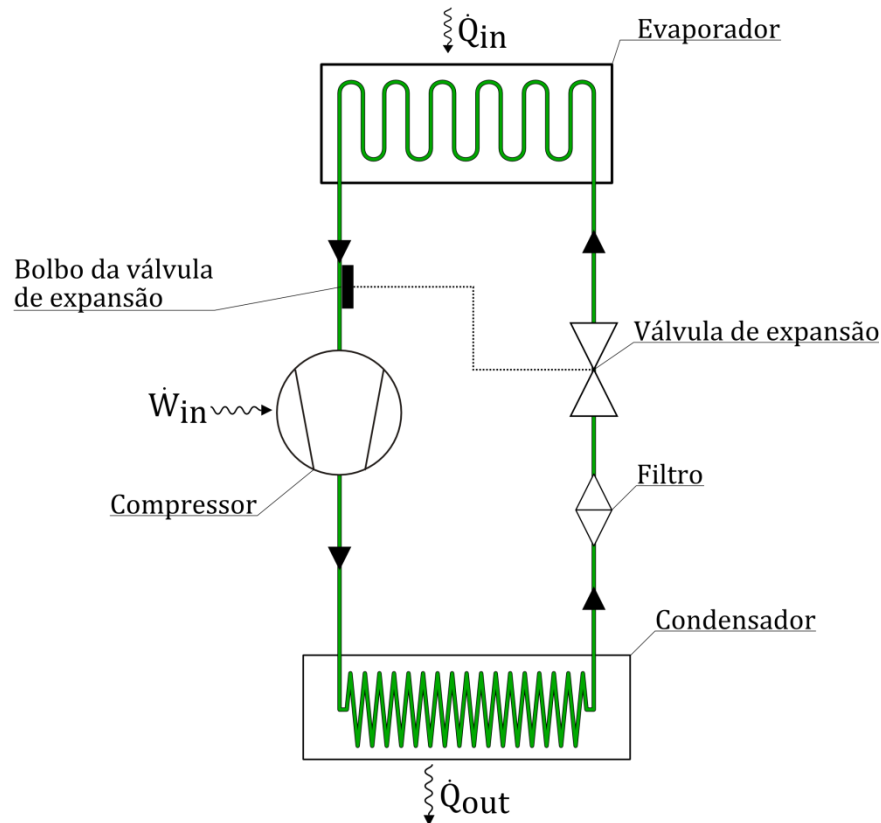 Q̇in
Evaporador
Bolbo da válvula
de expansão
Válvula de expansão
Ẇin
Compressor
Filtro
Condensador
Q̇out